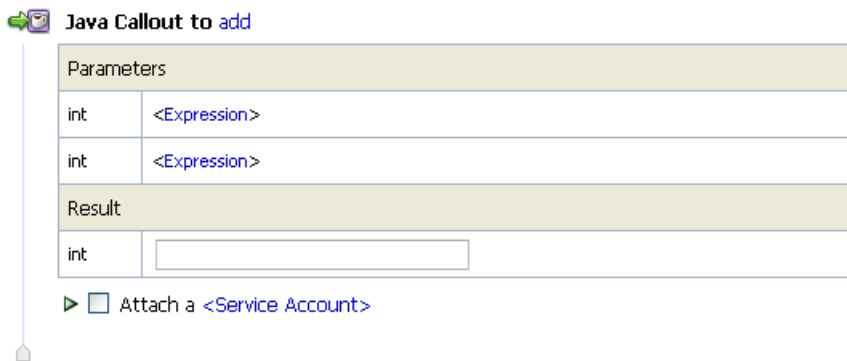 Java Callout to add
Parameters
int <Expression>
int <Expression>
Result
int
Attach a <Service Account>